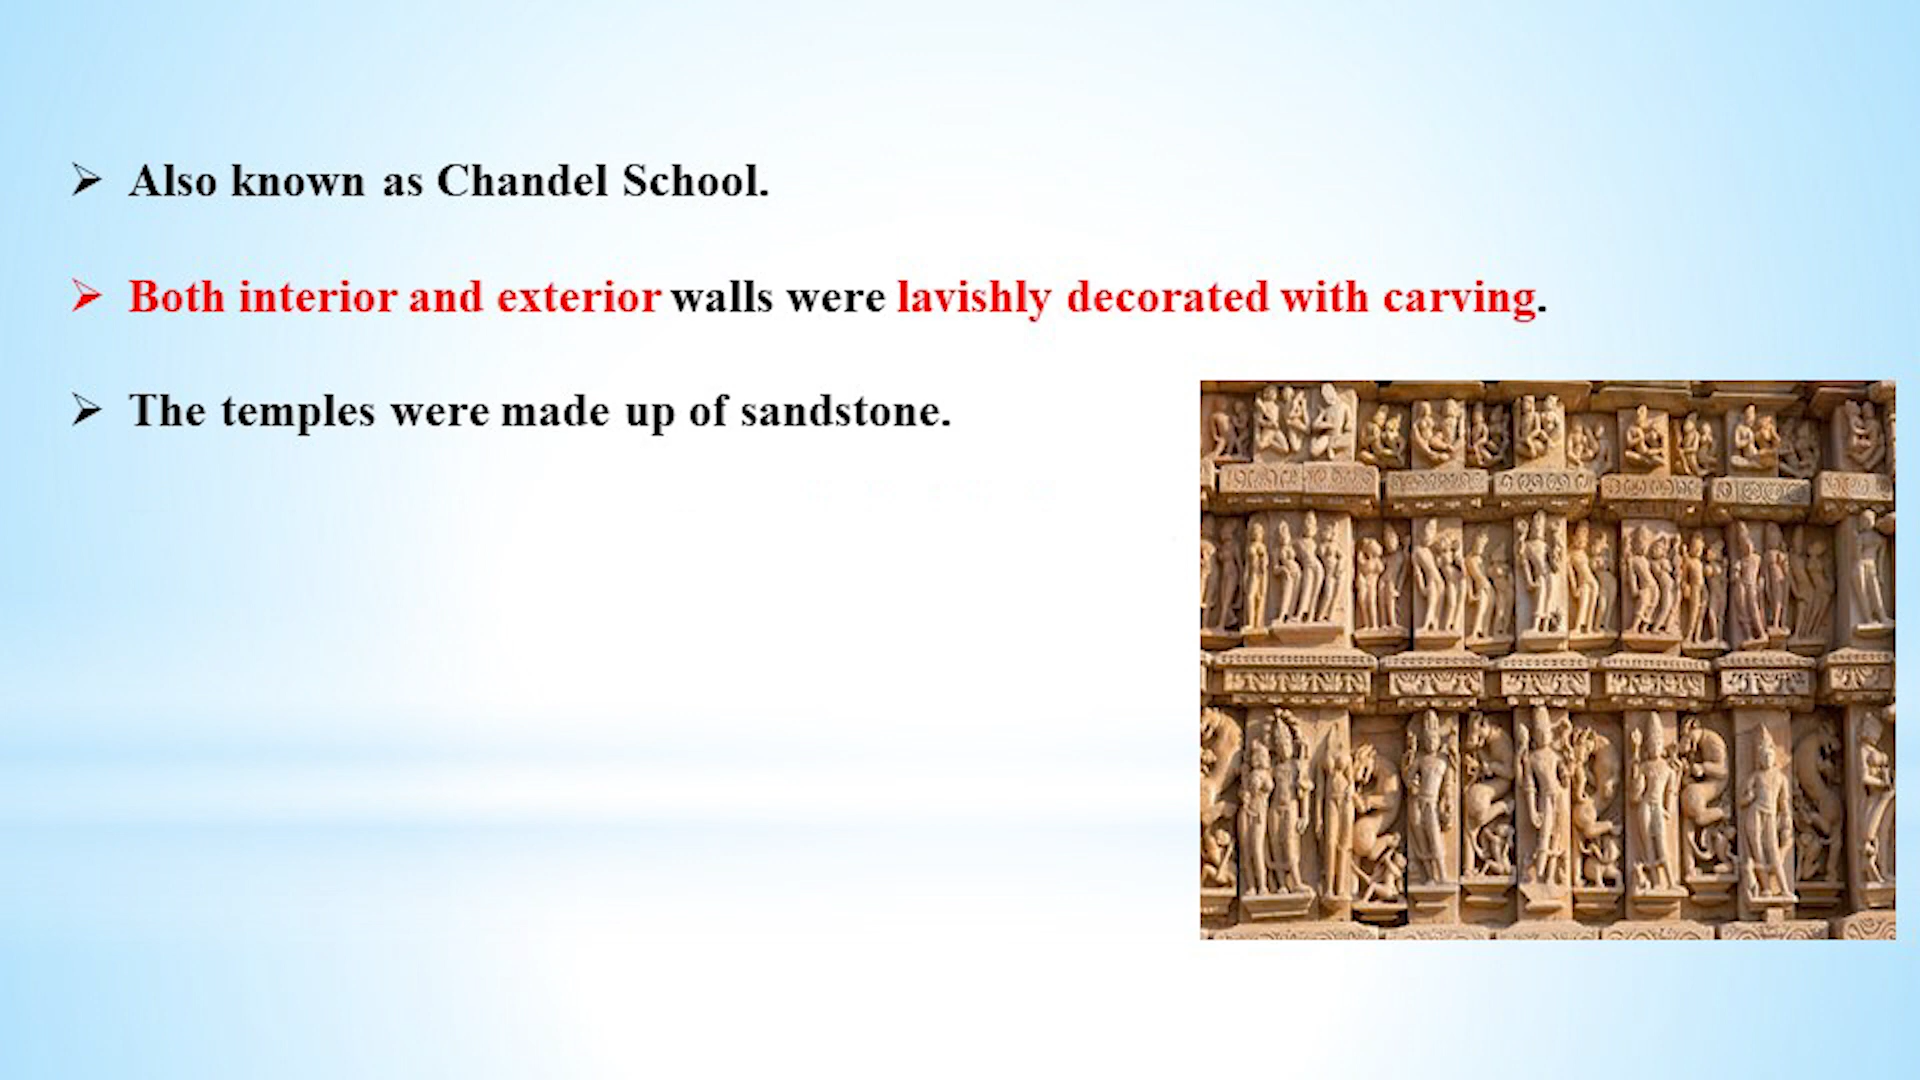 Also known as Chandel School.
Both interior and exterior walls were lavishly decorated with carving.
The temples were made up of sandstone.